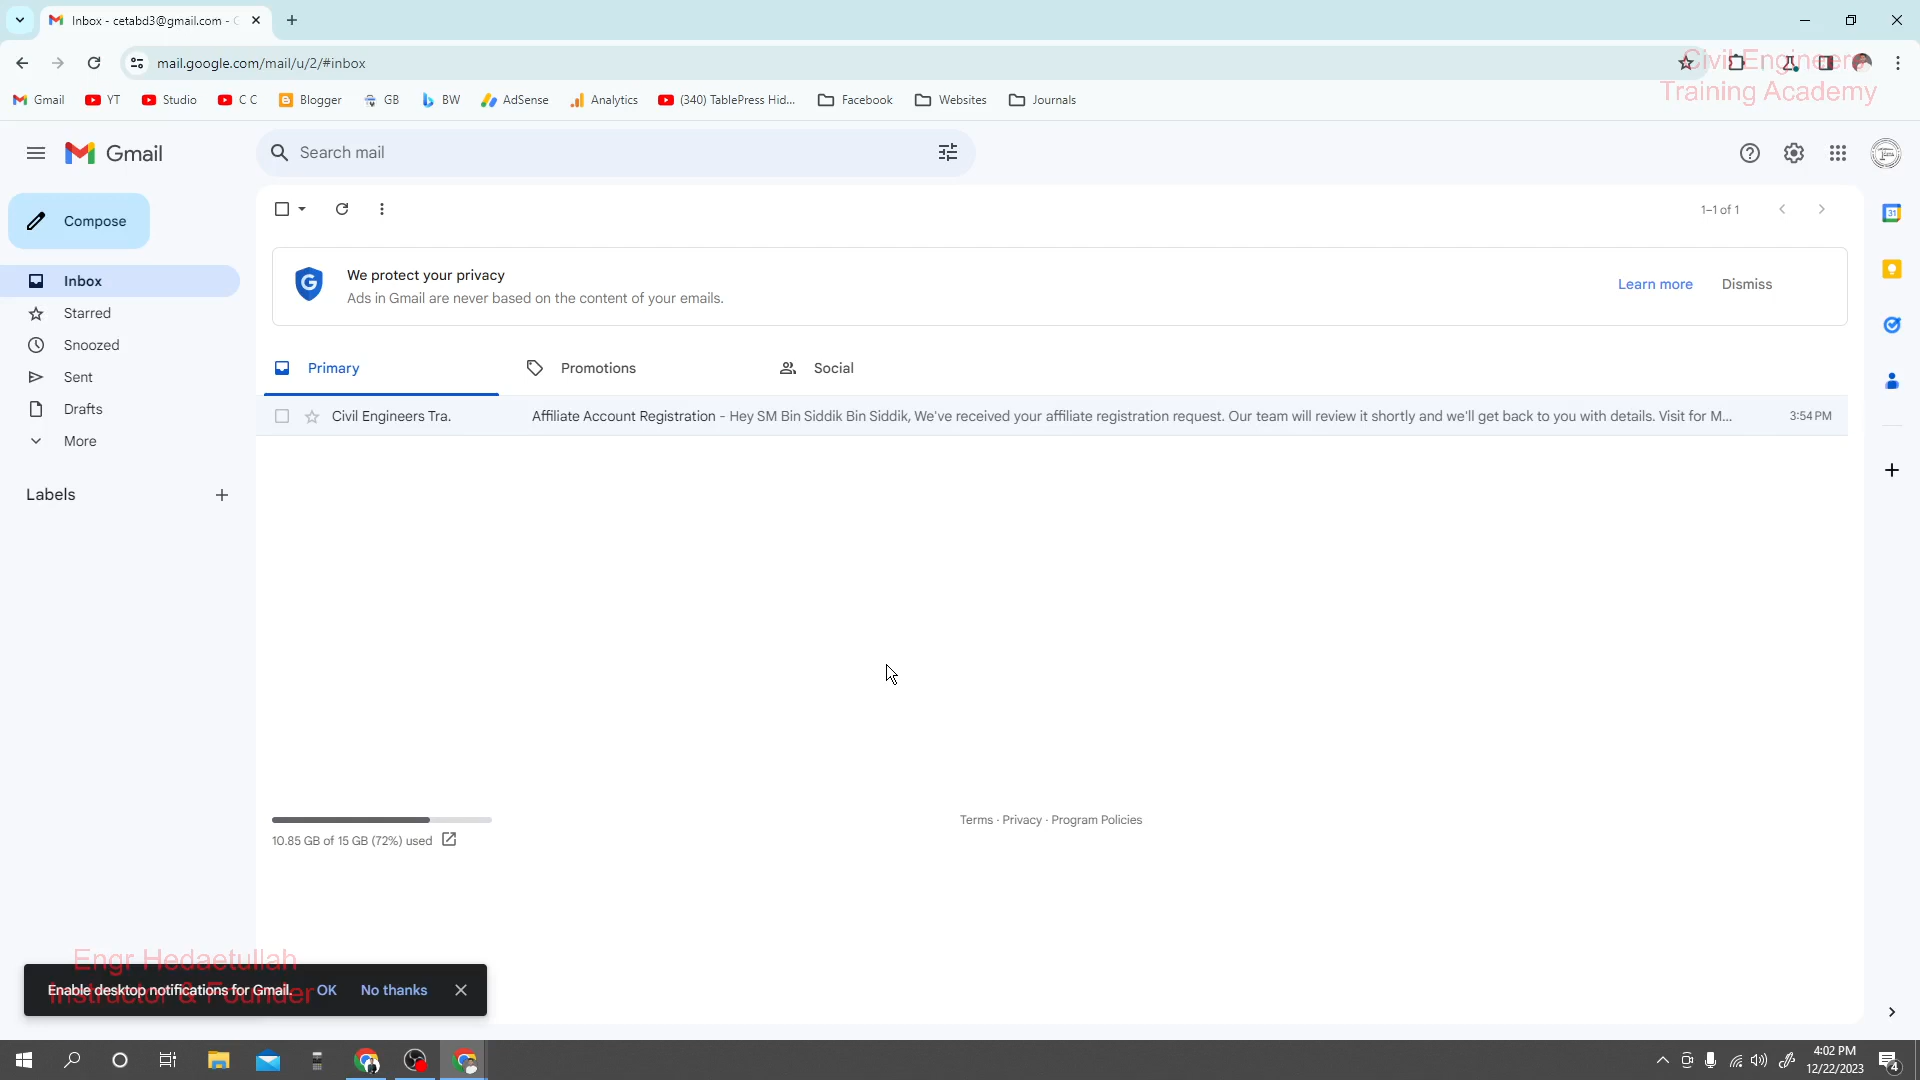 Inbox - cetabd3@gmail.com -
mail.google.com/mail/u/2/#inbox
Civil Engineers
Training Academy
Gmail YT Studio C C Blogger GB BW AdSense Analytics (340) TablePress Hid... Facebook Websites Journals
Gmail
Search mail
Compose
1–1 of 1
31
Inbox
Starred
Snoozed
Sent
Drafts
More
Labels
G
We protect your privacy
Ads in Gmail are never based on the content of your emails.
Learn more Dismiss
Primary Promotions Social
Civil Engineers Tra. Affiliate Account Registration - Hey SM Bin Siddik Bin Siddik, We've received your affiliate registration request. Our team will review it shortly and we'll get back to you with details. Visit for M... 3:54 PM
10.85 GB of 15 GB (72%) used
Terms · Privacy · Program Policies
Engr Hedaetullah
Instructor & Founder
Enable desktop notifications for Gmail. OK No thanks
4:02 PM
12/22/2023
4